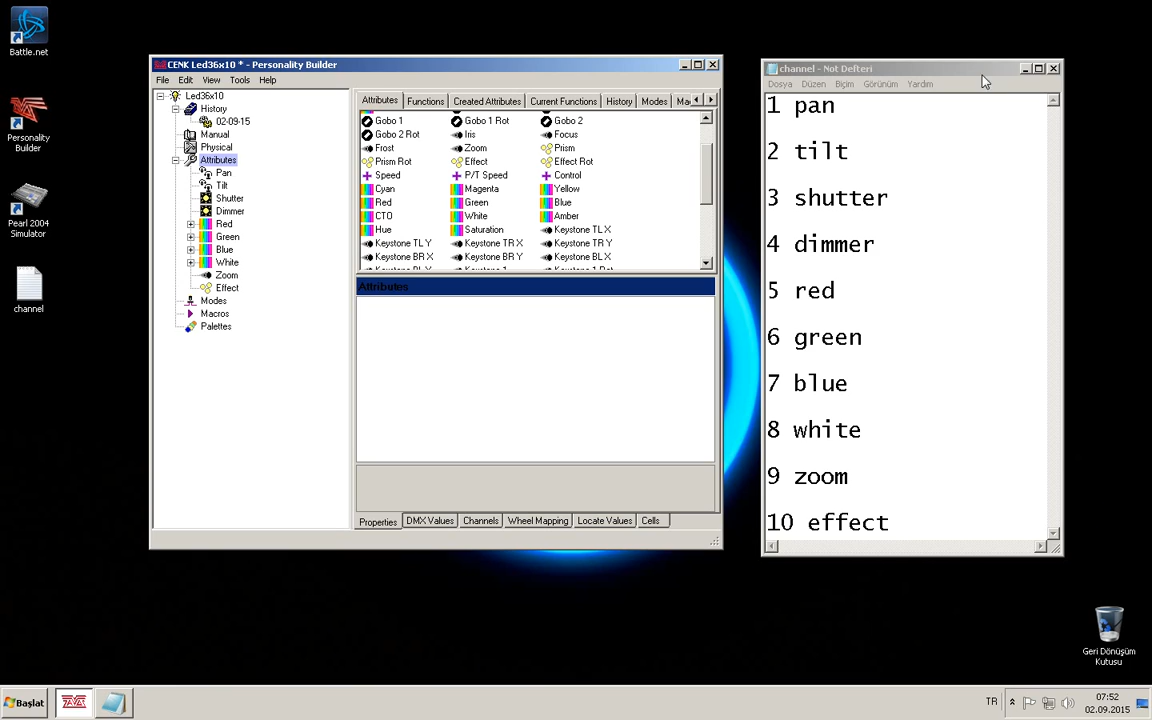 Battle.net
Personality
Builder
Pearl 2004
Simulator
channel
CENK Led36x10 * - Personality Builder
File Edit View Tools Help
Led36x10
History
02-09-15
Manual
Physical
Attributes
Pan
Tilt
Shutter
Dimmer
Red
Green
Blue
White
Zoom
Effect
Modes
Macros
Palettes
Attributes Functions Created Attributes Current Functions History Modes Ma
Gobo 1 Gobo 1 Rot Gobo 2
Gobo 2 Rot Iris Focus
Frost Zoom Prism
Prism Rot Effect Effect Rot
Speed P/T Speed Control
Cyan Magenta Yellow
Red Green Blue
CTO White Amber
Hue Saturation Keystone TL X
Keystone TL Y Keystone TR X Keystone TR Y
Keystone BR X Keystone BR Y Keystone BL X
Attributes
Properties DMX Values Channels Wheel Mapping Locate Values Cells
channel - Not Defteri
Dosya Düzen Biçim Görünüm Yardım
1 pan
2 tilt
3 shutter
4 dimmer
5 red
6 green
7 blue
8 white
9 zoom
10 effect
Geri Dönüşüm
Kutusu
Başlat
TR
07:52
02.09.2015